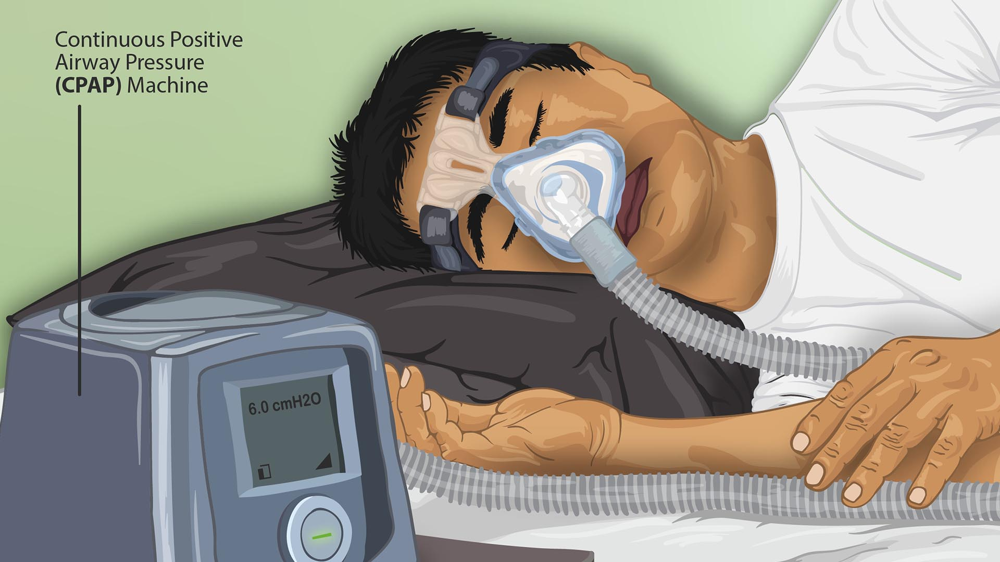 Continuous Positive
Airway Pressure
(CPAP) Machine
6.0 cmH2O